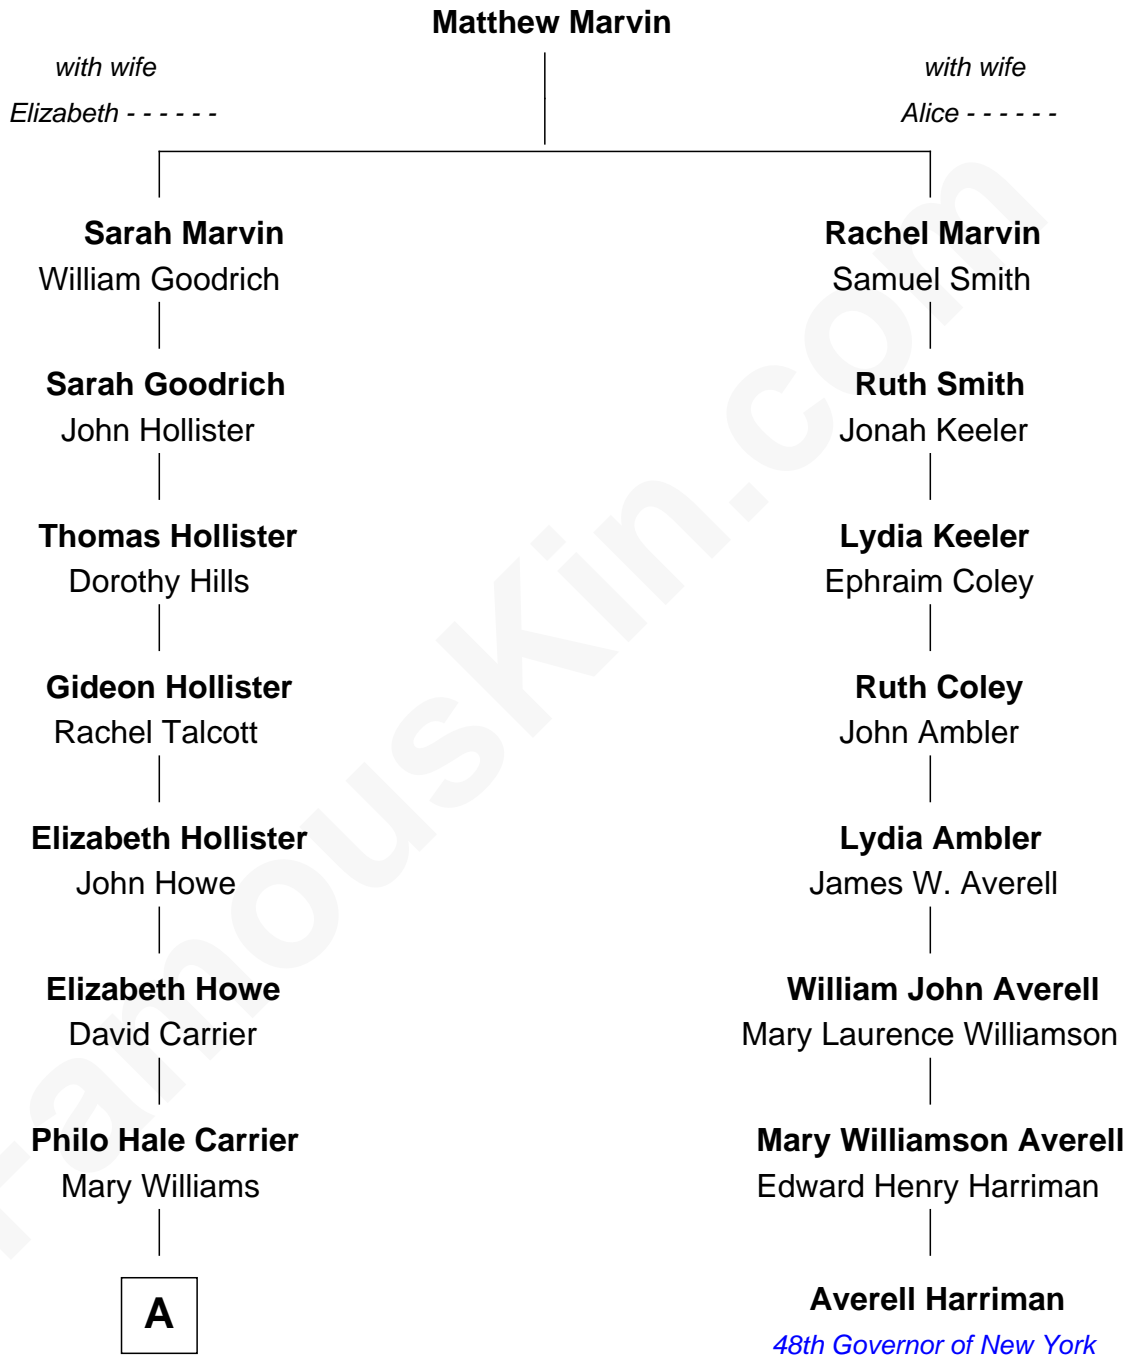 Matthew Marvin
with wife
Elizabeth - - - - - -
with wife
Alice - - - - - -
Sarah Marvin
William Goodrich
Rachel Marvin
Samuel Smith
Sarah Goodrich
John Hollister
Ruth Smith
Jonah Keeler
Thomas Hollister
Dorothy Hills
Lydia Keeler
Ephraim Coley
Gideon Hollister
Rachel Talcott
Ruth Coley
John Ambler
Elizabeth Hollister
John Howe
Lydia Ambler
James W. Averell
Elizabeth Howe
David Carrier
William John Averell
Mary Laurence Williamson
Philo Hale Carrier
Mary Williams
Mary Williamson Averell
Edward Henry Harriman
A
Averell Harriman
48th Governor of New York
FamousKin.com